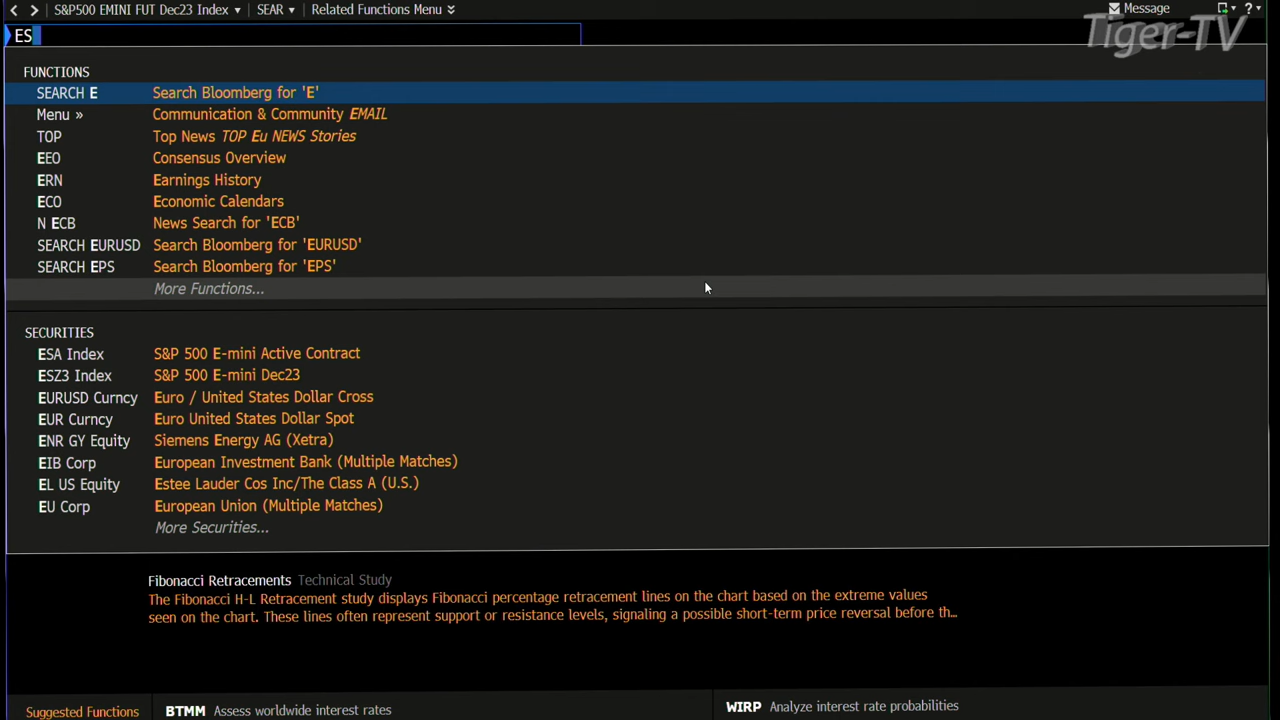 S&P500 EMINI FUT Dec23 Index ▾ SEAR ▾ Related Functions Menu
Message
Tiger-TV
ES
FUNCTIONS
SEARCH E Search Bloomberg for 'E'
Menu » Communication & Community EMAIL
TOP Top News TOP Eu NEWS Stories
EEO Consensus Overview
ERN Earnings History
ECO Economic Calendars
N ECB News Search for 'ECB'
SEARCH EURUSD Search Bloomberg for 'EURUSD'
SEARCH EPS Search Bloomberg for 'EPS'
More Functions...
SECURITIES
ESA Index S&P 500 E-mini Active Contract
ESZ3 Index S&P 500 E-mini Dec23
EURUSD Curncy Euro / United States Dollar Cross
EUR Curncy Euro United States Dollar Spot
ENR GY Equity Siemens Energy AG (Xetra)
EIB Corp European Investment Bank (Multiple Matches)
EL US Equity Estee Lauder Cos Inc/The Class A (U.S.)
EU Corp European Union (Multiple Matches)
More Securities...
Fibonacci Retracements Technical Study
The Fibonacci H-L Retracement study displays Fibonacci percentage retracement lines on the chart based on the extreme values
seen on the chart. These lines often represent support or resistance levels, signaling a possible short-term price reversal before th...
Suggested Functions BTMM Assess worldwide interest rates WIRP Analyze interest rate probabilities